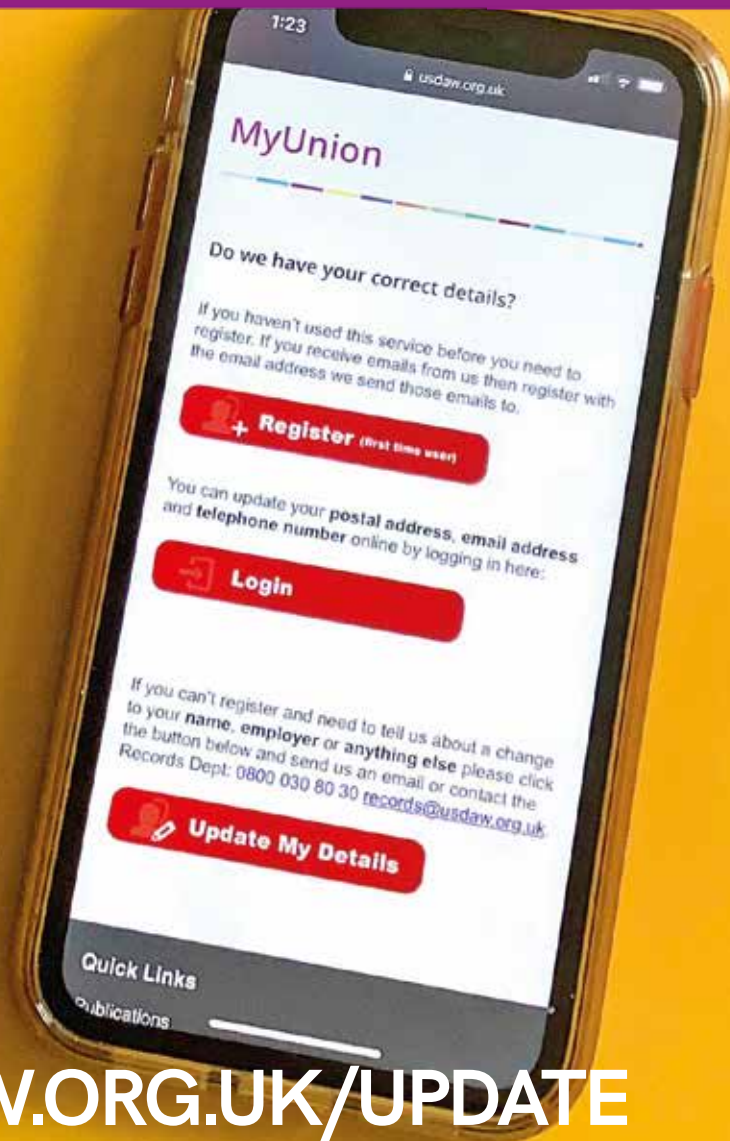 1:23
usdaw.org.uk
MyUnion
Do we have your correct details?
If you haven't used this service before you need to
register. If you receive emails from us then register with
the email address we send those emails to.
Register (first time user)
You can update your postal address, email address
and telephone number online by logging in here:
Login
If you can't register and need to tell us about a change
to your name, employer or anything else please click
the button below and send us an email or contact the
Records Dept: 0800 030 80 30 records@usdaw.org.uk
Update My Details
Quick Links
Publications
W.ORG.UK/UPDATE